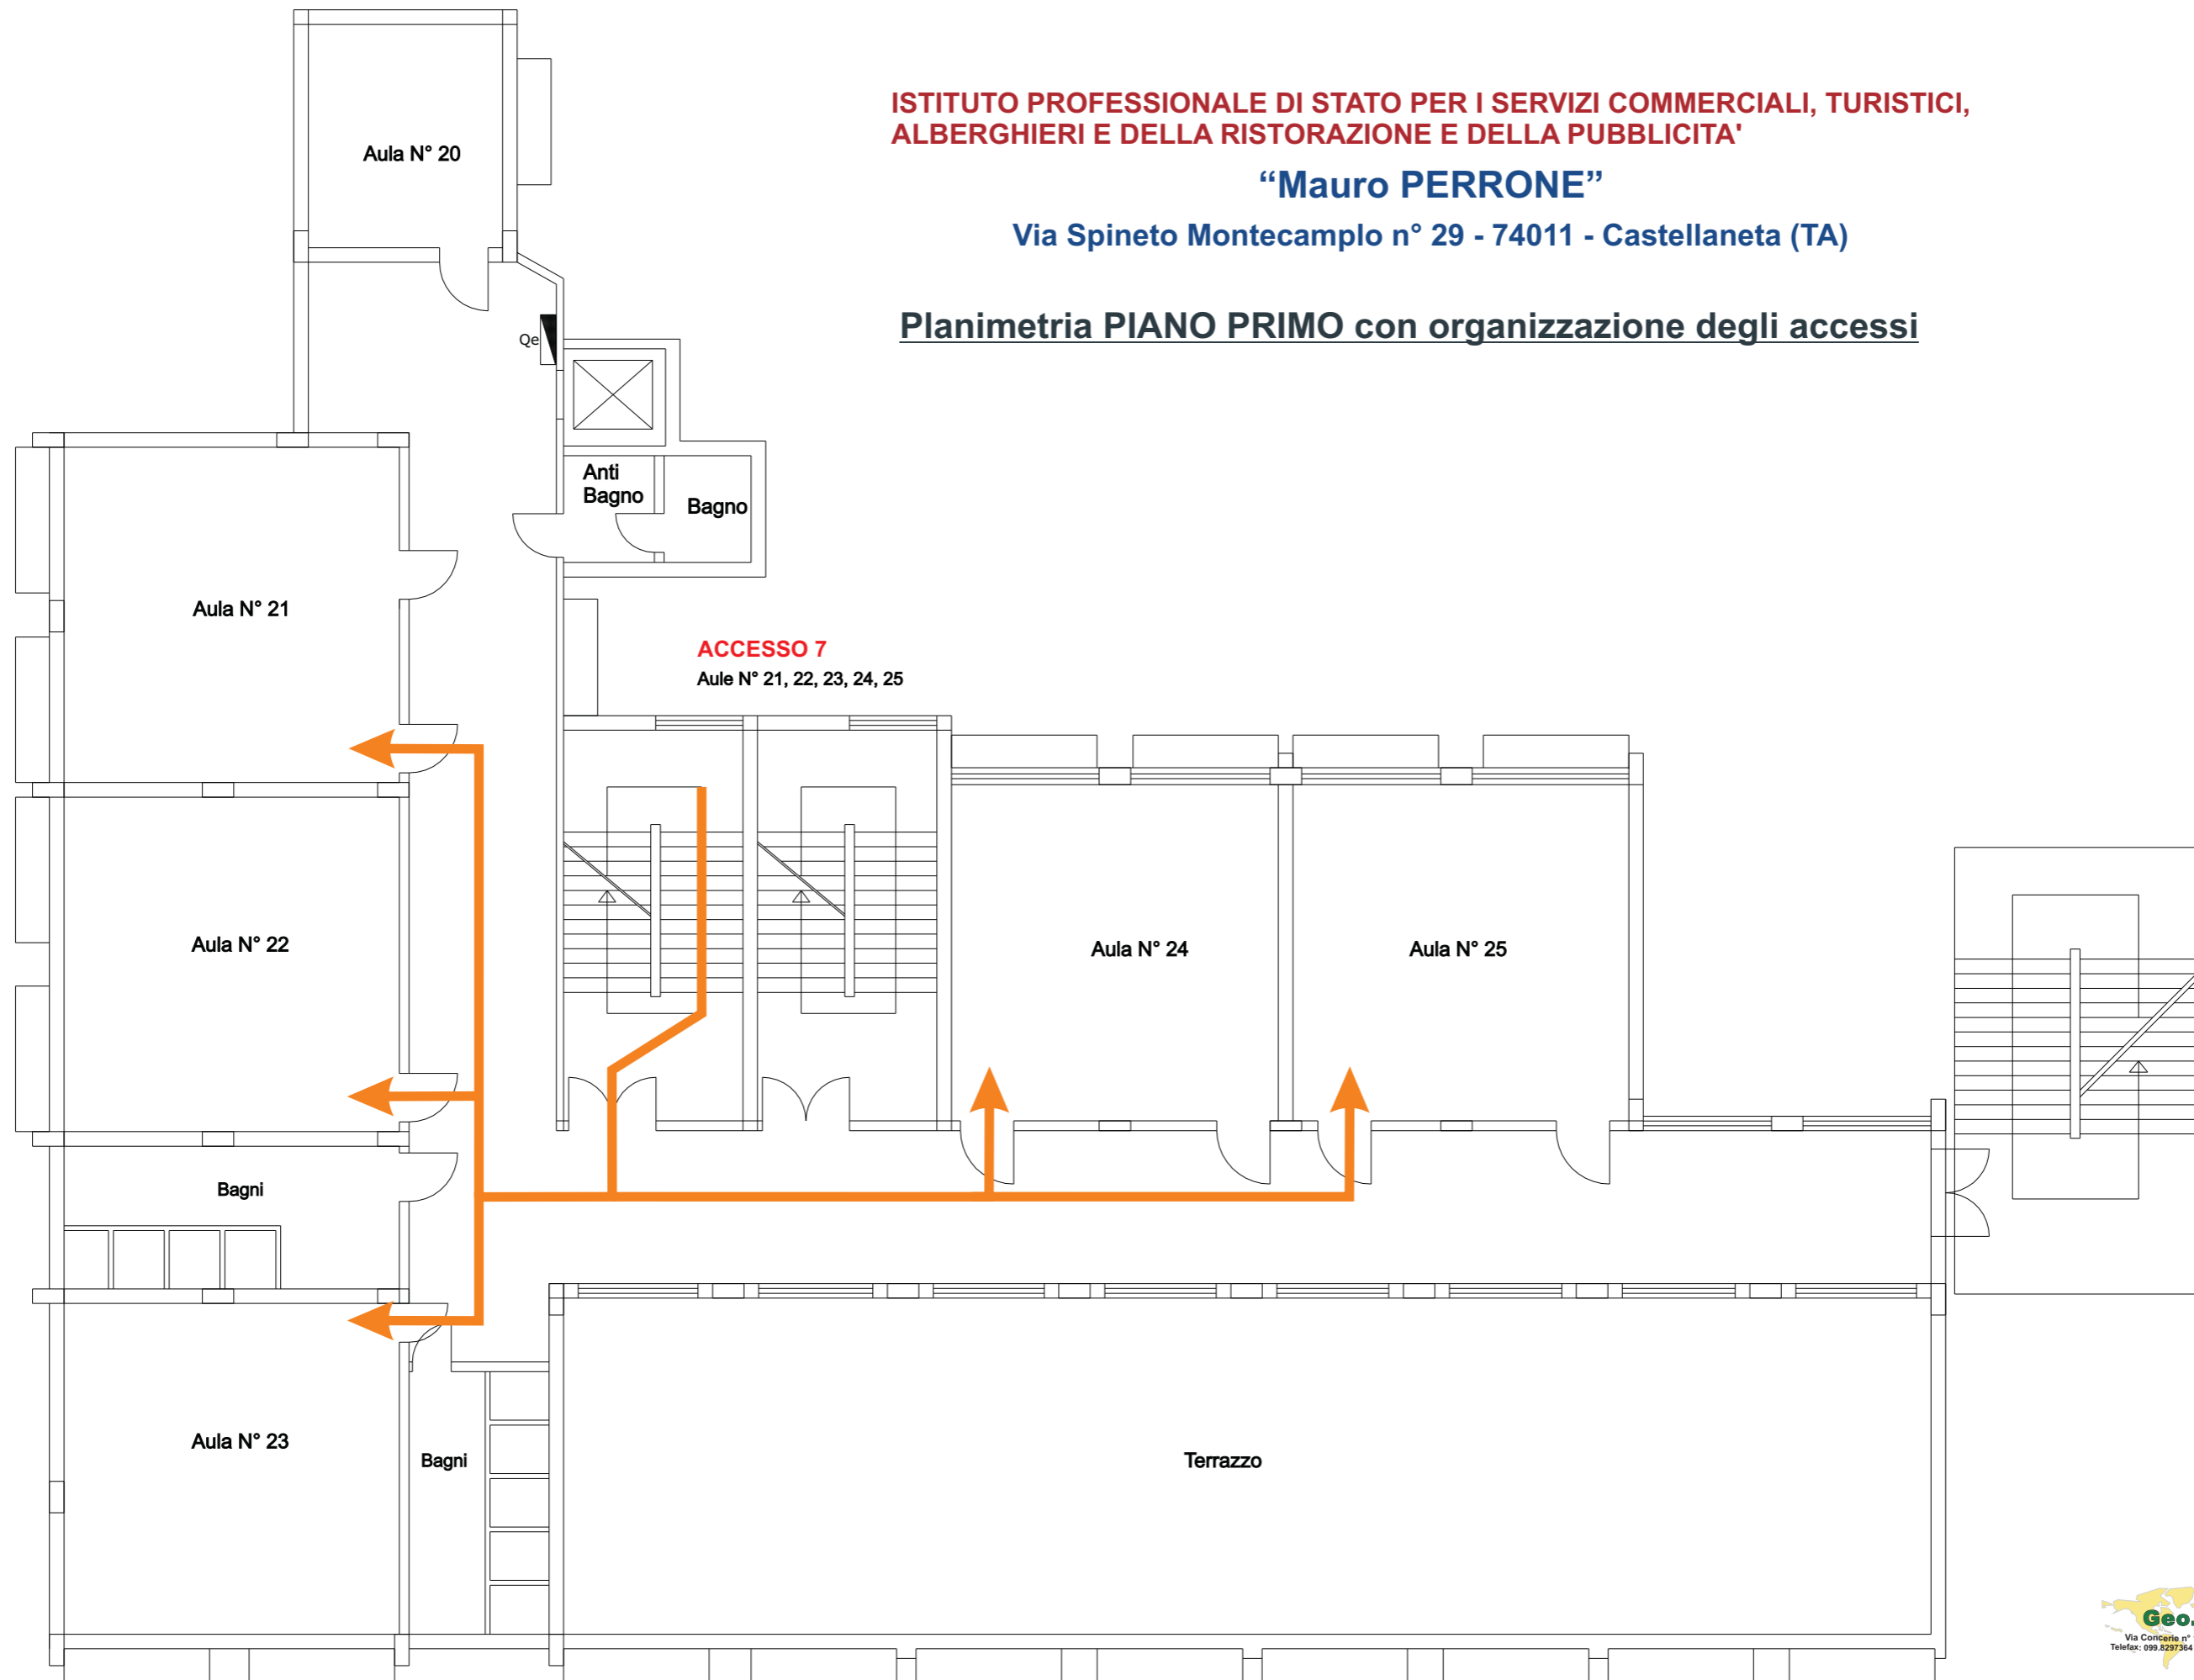 ISTITUTO PROFESSIONALE DI STATO PER I SERVIZI COMMERCIALI, TURISTICI,
ALBERGHIERI E DELLA RISTORAZIONE E DELLA PUBBLICITA'
“Mauro PERRONE”
Via Spineto Montecamplo n° 29 - 74011 - Castellaneta (TA)
Planimetria PIANO PRIMO con organizzazione degli accessi
Aula N° 20
Qe
Anti
Bagno
Bagno
Aula N° 21
ACCESSO 7
Aule N° 21, 22, 23, 24, 25
Aula N° 22
Aula N° 24
Aula N° 25
Bagni
Aula N° 23
Bagni
Terrazzo
Geo.
Via Concerie n°
Telefax: 099.8297364